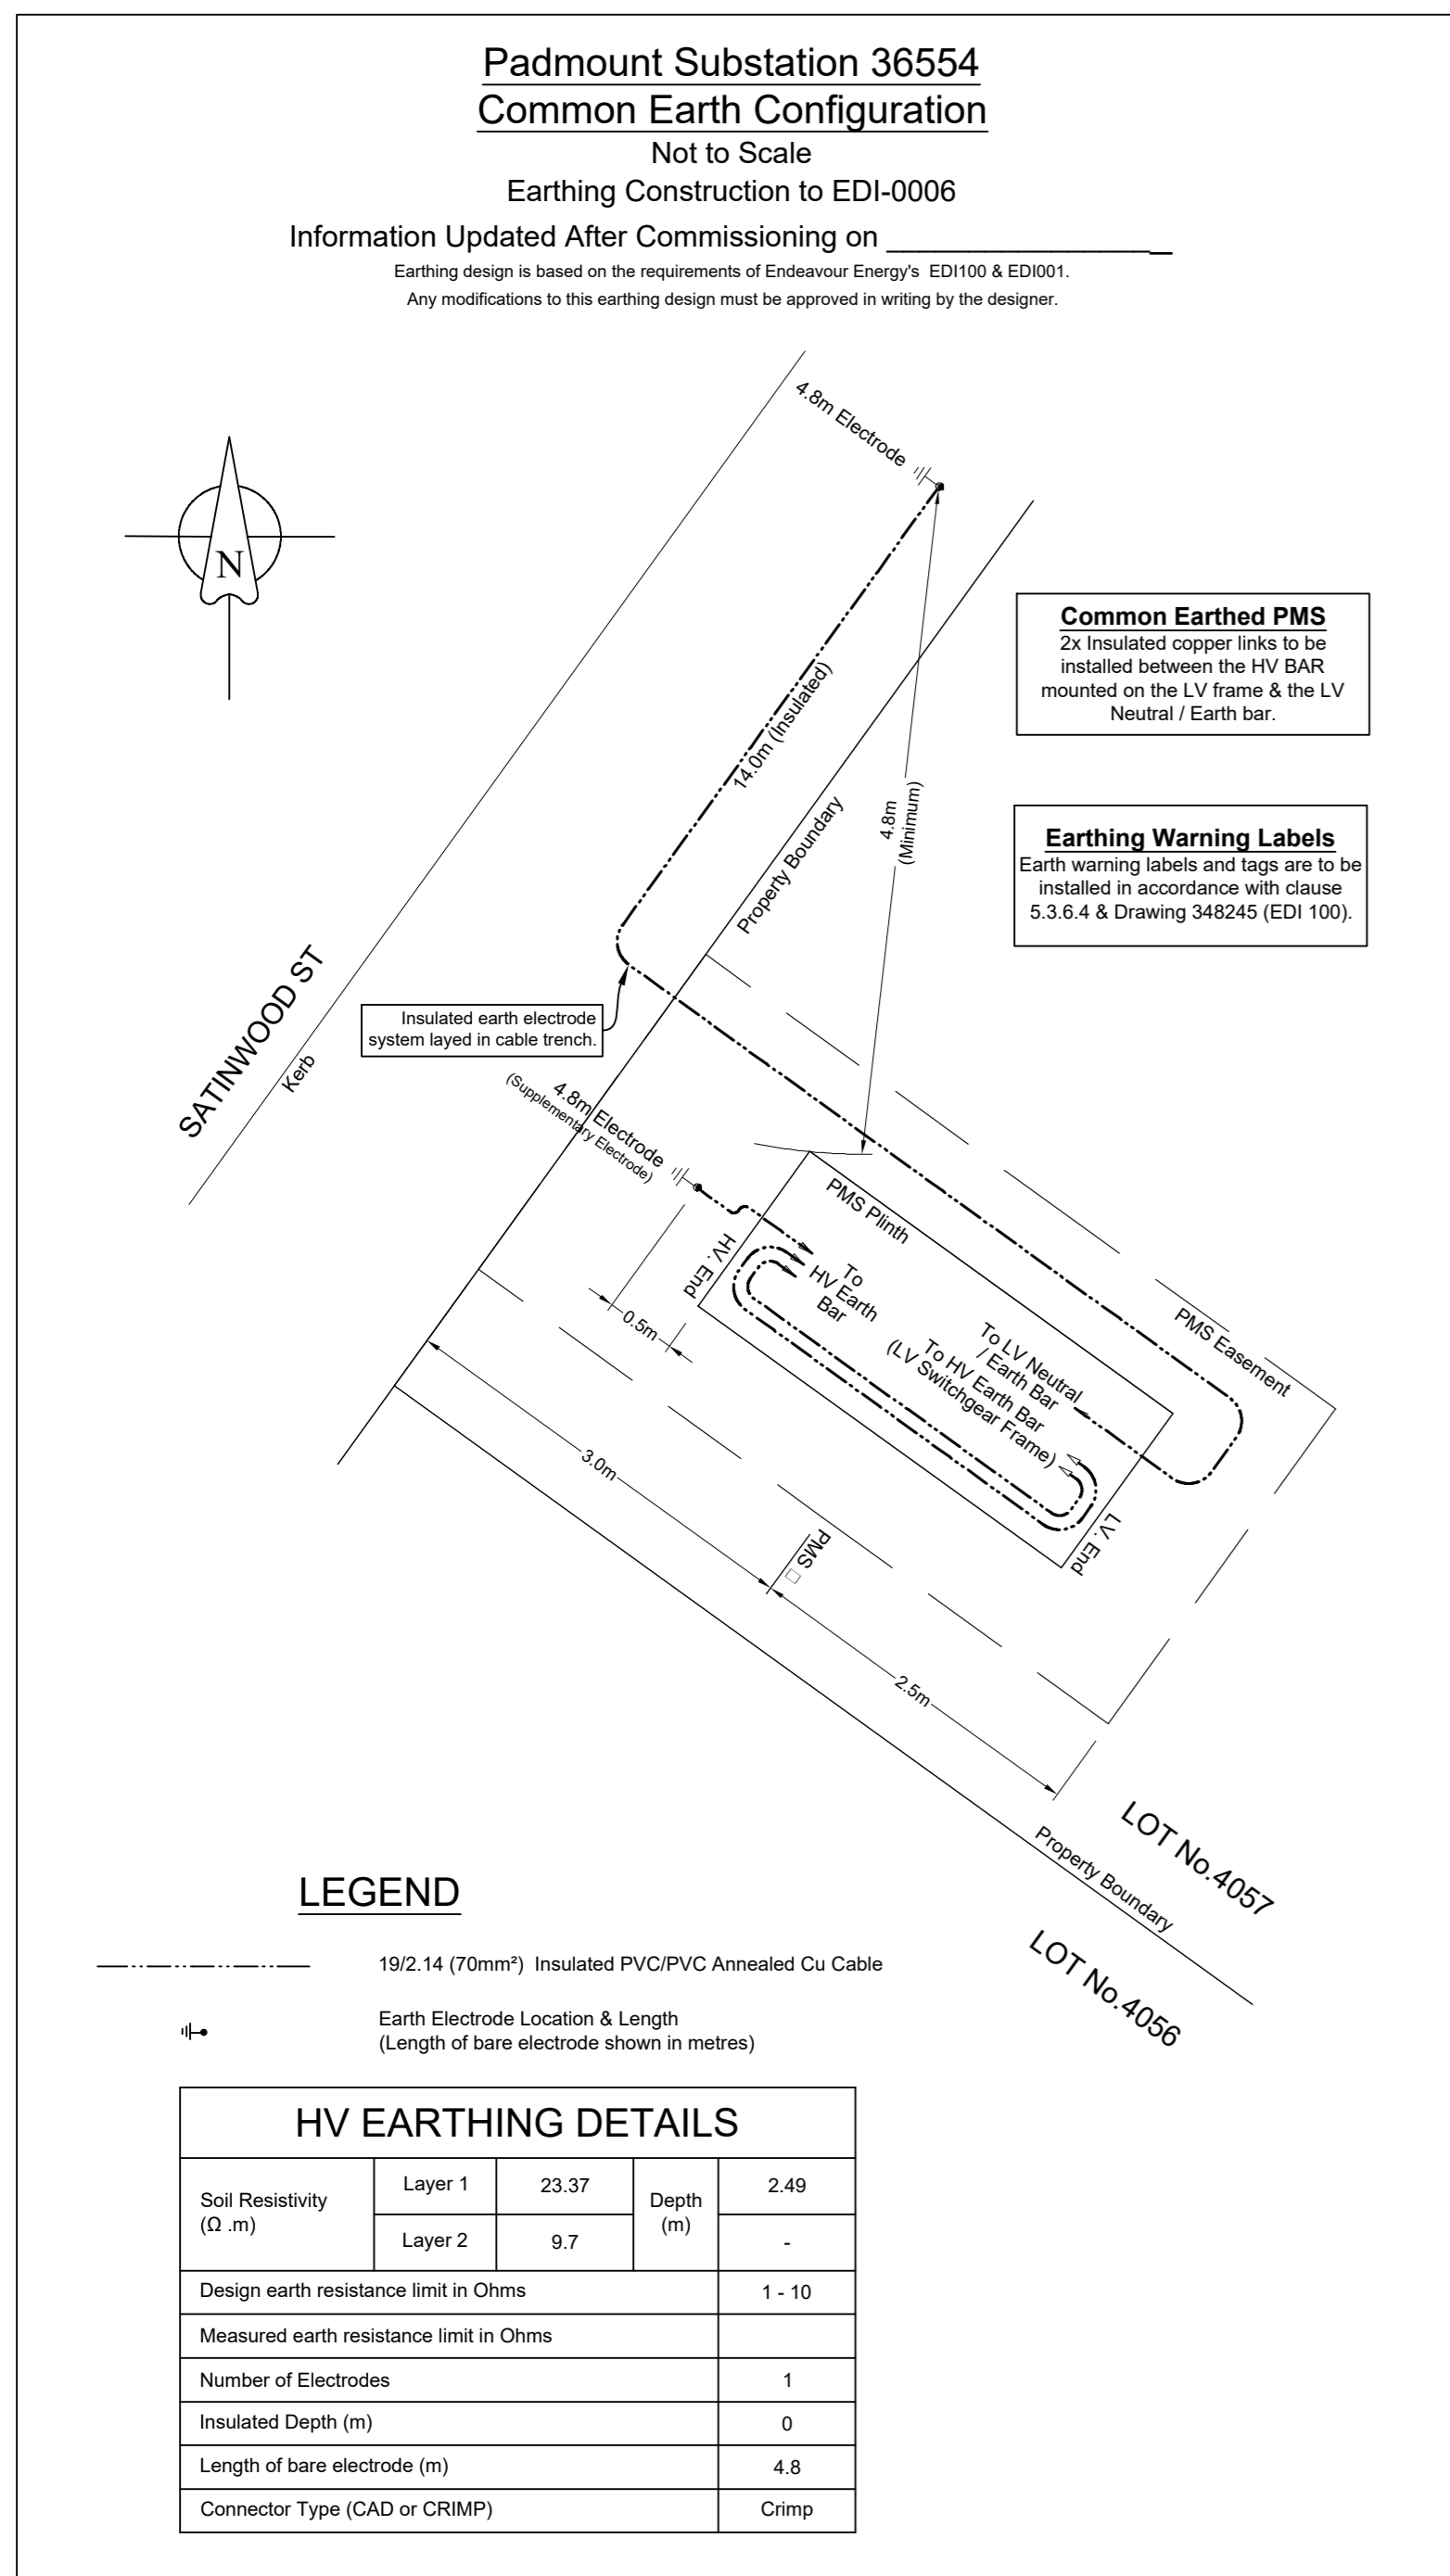 Padmount Substation 36554
Common Earth Configuration
Not to Scale
Earthing Construction to EDI-0006
Information Updated After Commissioning on _________________
Earthing design is based on the requirements of Endeavour Energy's EDI100 & EDI001.
Any modifications to this earthing design must be approved in writing by the designer.
4.8m Electrode
N
14.0m (Insulated)
Property Boundary
4.8m
(Minimum)
Common Earthed PMS
2x Insulated copper links to be
installed between the HV BAR
mounted on the LV frame & the LV
Neutral / Earth bar.
Earthing Warning Labels
Earth warning labels and tags are to be
installed in accordance with clause
5.3.6.4 & Drawing 348245 (EDI 100).
SATINWOOD ST
Kerb
Insulated earth electrode
system layed in cable trench.
4.8m Electrode
(Supplementary Electrode)
PMS Plinth
HV. End
To
HV Earth
Bar
0.5m
To LV Neutral
/ Earth Bar
To HV Earth Bar
(LV Switchgear Frame)
PMS Easement
LV. End
3.0m
PMS □
2.5m
Property Boundary
LOT No.4057
LOT No.4056
LEGEND
19/2.14 (70mm²) Insulated PVC/PVC Annealed Cu Cable
Earth Electrode Location & Length
(Length of bare electrode shown in metres)
HV EARTHING DETAILS
Soil Resistivity
(Ω .m)
Layer 1 23.37
Depth
(m)
2.49
Layer 2 9.7 -
Design earth resistance limit in Ohms 1 - 10
Measured earth resistance limit in Ohms
Number of Electrodes 1
Insulated Depth (m) 0
Length of bare electrode (m) 4.8
Connector Type (CAD or CRIMP) Crimp